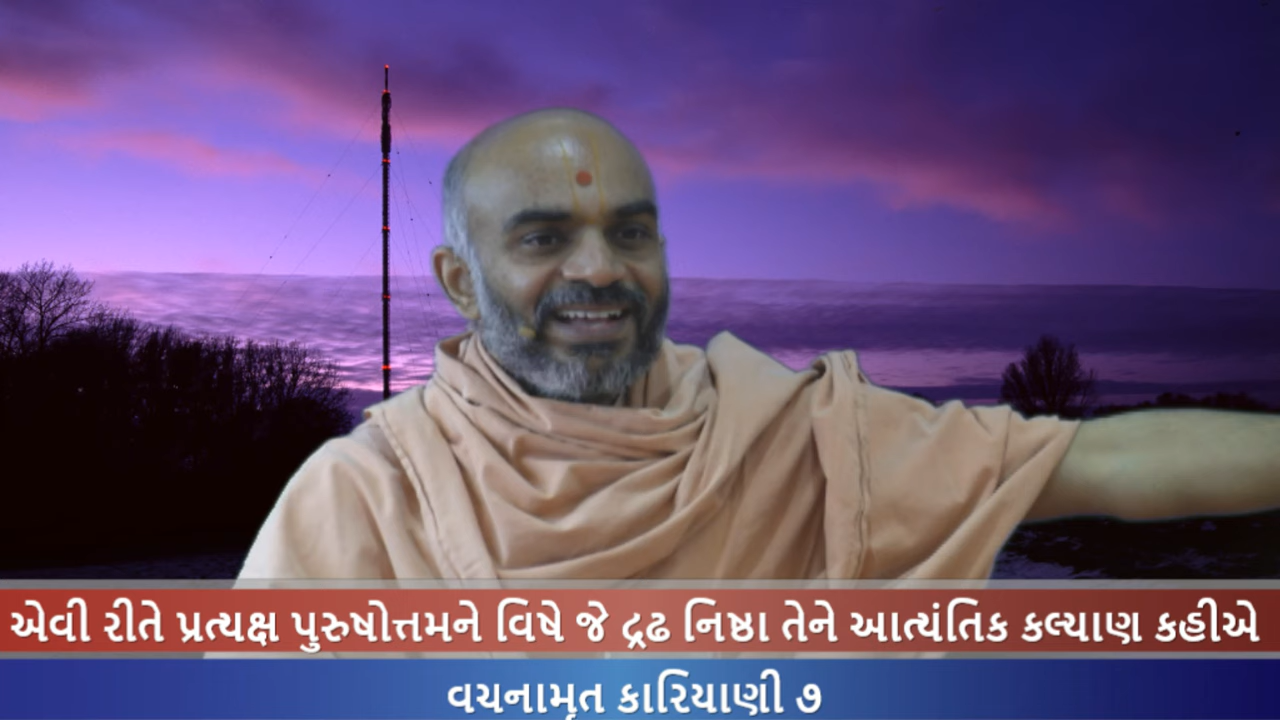 એવી રીતે પ્રત્યક્ષ પુરુષોત્તમને વિષે જે દ્રઢ નિષ્ઠા તેને આત્યંતિક કલ્યાણ કહીએ
વચનામૃત કારિયાણી ૭